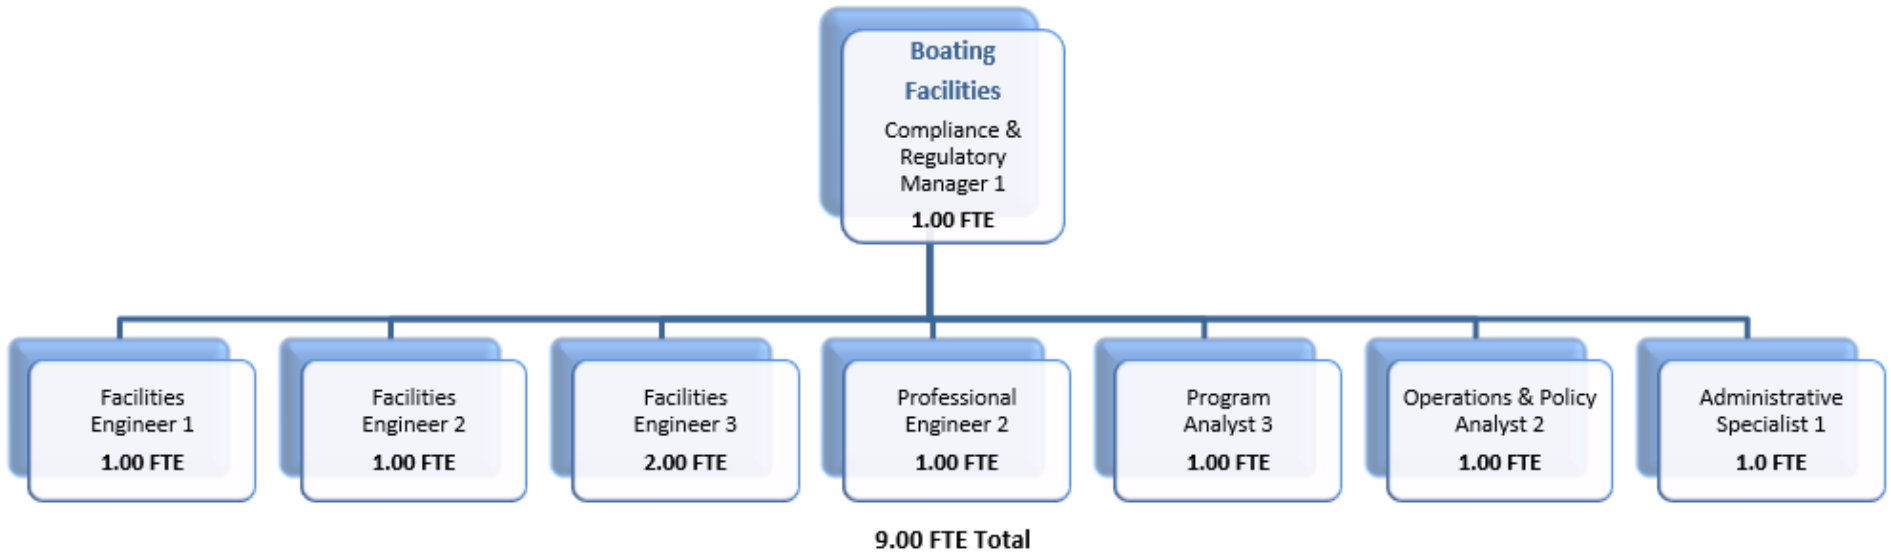 Boating
Facilities
Compliance &
Regulatory
Manager 1
1.00 FTE
Facilities
Engineer 1
1.00 FTE
Facilities
Engineer 2
1.00 FTE
Facilities
Engineer 3
2.00 FTE
Professional
Engineer 2
1.00 FTE
Program
Analyst 3
1.00 FTE
Operations & Policy
Analyst 2
1.00 FTE
Administrative
Specialist 1
1.0 FTE
9.00 FTE Total